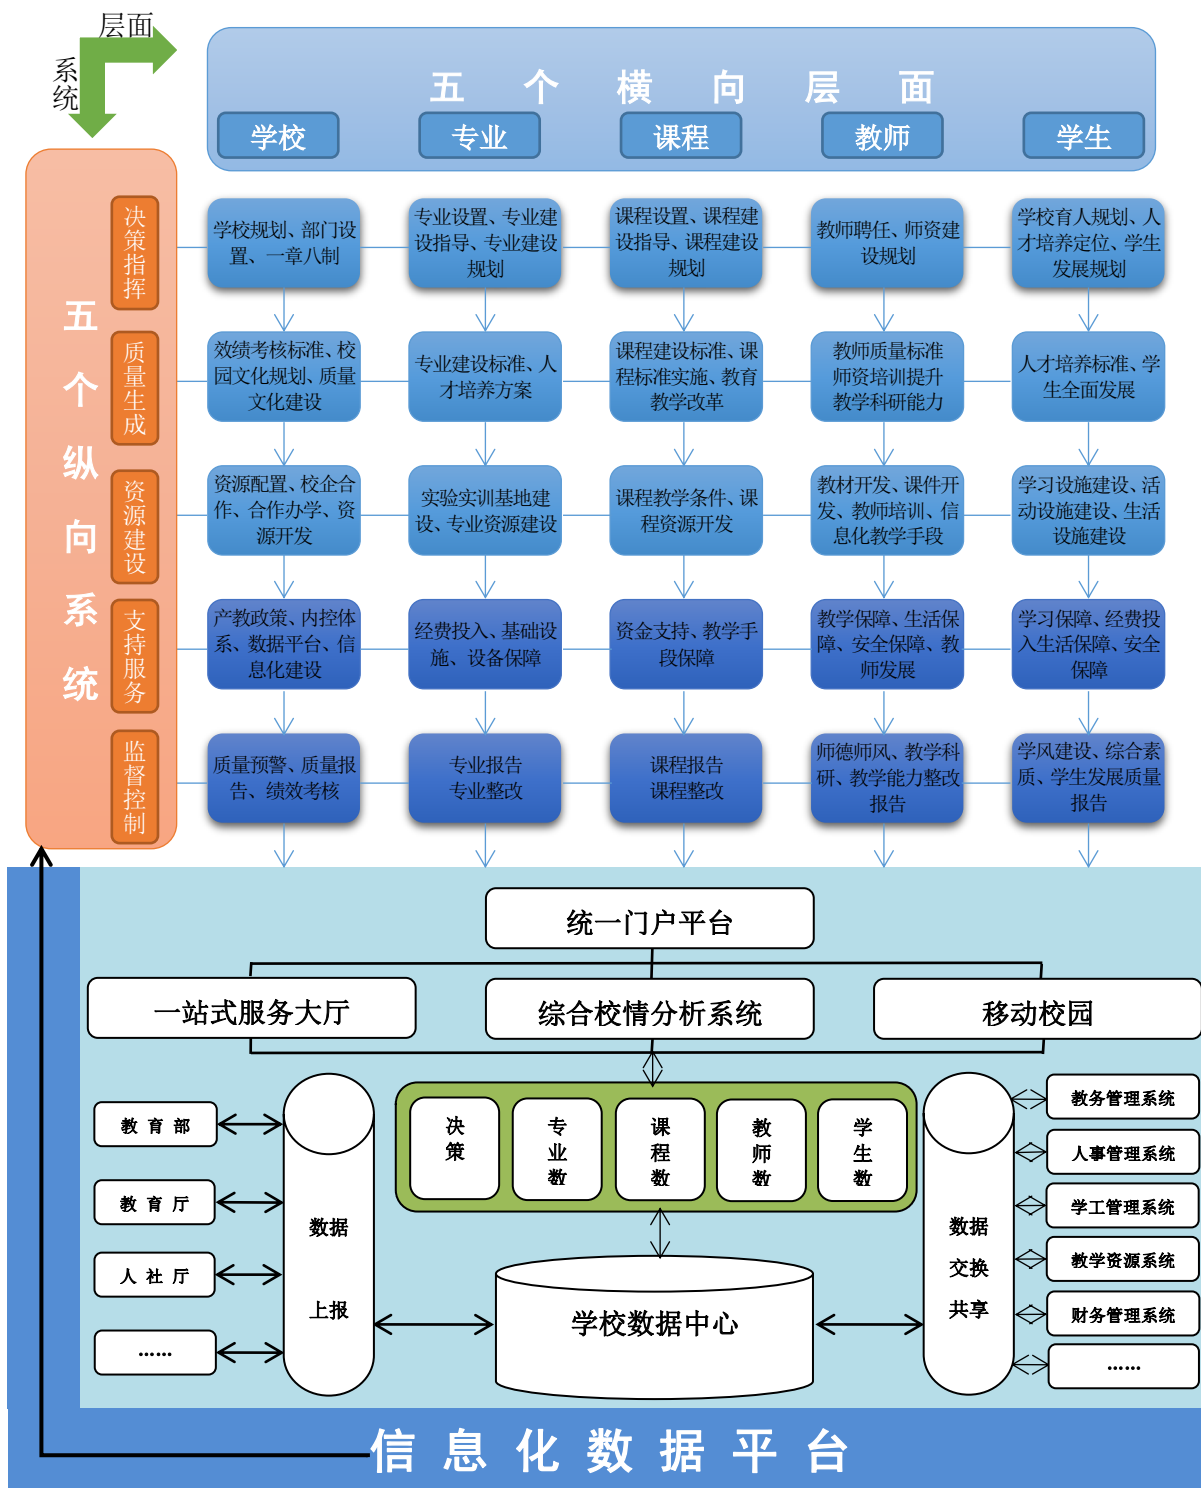 层面
系
统
五个横向层面
学校
专业
课程
教师
学生
五
个
纵
向
系
统
决
策
指
挥
学校规划、部门设
置、一章八制
专业设置、专业建
设指导、专业建设
规划
课程设置、课程建
设指导、课程建设
规划
教师聘任、师资建
设规划
学校育人规划、人
才培养定位、学生
发展规划
质
量
生
成
效绩考核标准、校
园文化规划、质量
文化建设
专业建设标准、人
才培养方案
课程建设标准、课
程标准实施、教育
教学改革
教师质量标准
师资培训提升
教学科研能力
人才培养标准、学
生全面发展
资
源
建
设
资源配置、校企合
作、合作办学、资
源开发
实验实训基地建
设、专业资源建设
课程教学条件、课
程资源开发
教材开发、课件开
发、教师培训、信
息化教学手段
学习设施建设、活
动设施建设、生活
设施建设
支
持
服
务
产教政策、内控体
系、数据平台、信
息化建设
经费投入、基础设
施、设备保障
资金支持、教学手
段保障
教学保障、生活保
障、安全保障、教
师发展
学习保障、经费投
入生活保障、安全
保障
监
督
控
制
质量预警、质量报
告、绩效考核
专业报告
专业整改
课程报告
课程整改
师德师风、教学科
研、教学能力整改
报告
学风建设、综合素
质、学生发展质量
报告
统一门户平台
一站式服务大厅
综合校情分析系统
移动校园
教 育 部
教 育 厅
人 社 厅
……
数据
上报
决
策
专
业
数
课
程
数
教
师
数
学
生
数
学校数据中心
数据
交换
共享
教务管理系统
人事管理系统
学工管理系统
教学资源系统
财务管理系统
……
信息化数据平台